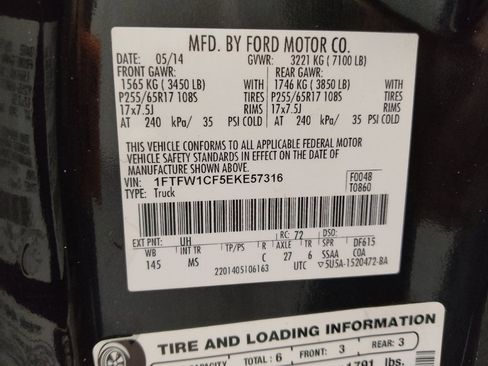 MFD. BY FORD MOTOR CO.
DATE: 05/14 GVWR: 3221 KG ( 7100 LB)
FRONT GAWR: REAR GAWR:
1565 KG ( 3450 LB) WITH 1746 KG ( 3850 LB) WITH
P255/65R17 108S TIRES P255/65R17 108S TIRES
17x7.5J RIMS 17x7.5J RIMS
AT 240 kPa/ 35 PSI COLD AT 240 kPa/ 35 PSI COLD
THIS VEHICLE CONFORMS TO ALL APPLICABLE FEDERAL MOTOR
VEHICLE SAFETY STANDARDS IN EFFECT ON THE DATE OF
MANUFACTURE SHOWN ABOVE.
VIN: 1FTFW1CF5EKE57316 F0048
TYPE: Truck T0860
EXT PNT: UH RC: 72 DSO:
WB INT TR TP/PS R AXLE TR SPR DF615
145 MS C 27 6 SSAA COA
2201405106163 UTC 5U5A-1520472-BA
TIRE AND LOADING INFORMATION
CAPACITY TOTAL : 6 FRONT: 3 REAR: 3
1791 lbs.